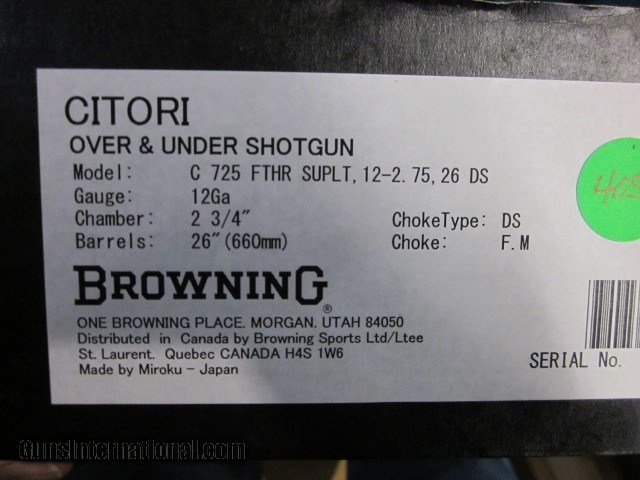 CITORI
OVER & UNDER SHOTGUN
Model: C 725 FTHR SUPLT, 12-2.75, 26 DS
Gauge: 12Ga
Chamber: 2 3/4" ChokeType: DS
Barrels: 26"(660mm) Choke: F.M
BROWNING®
ONE BROWNING PLACE. MORGAN. UTAH 84050
Distributed in Canada by Browning Sports Ltd/Ltee
St. Laurent. Quebec CANADA H4S 1W6
Made by Miroku - Japan
SERIAL No.
GunsInternational.com